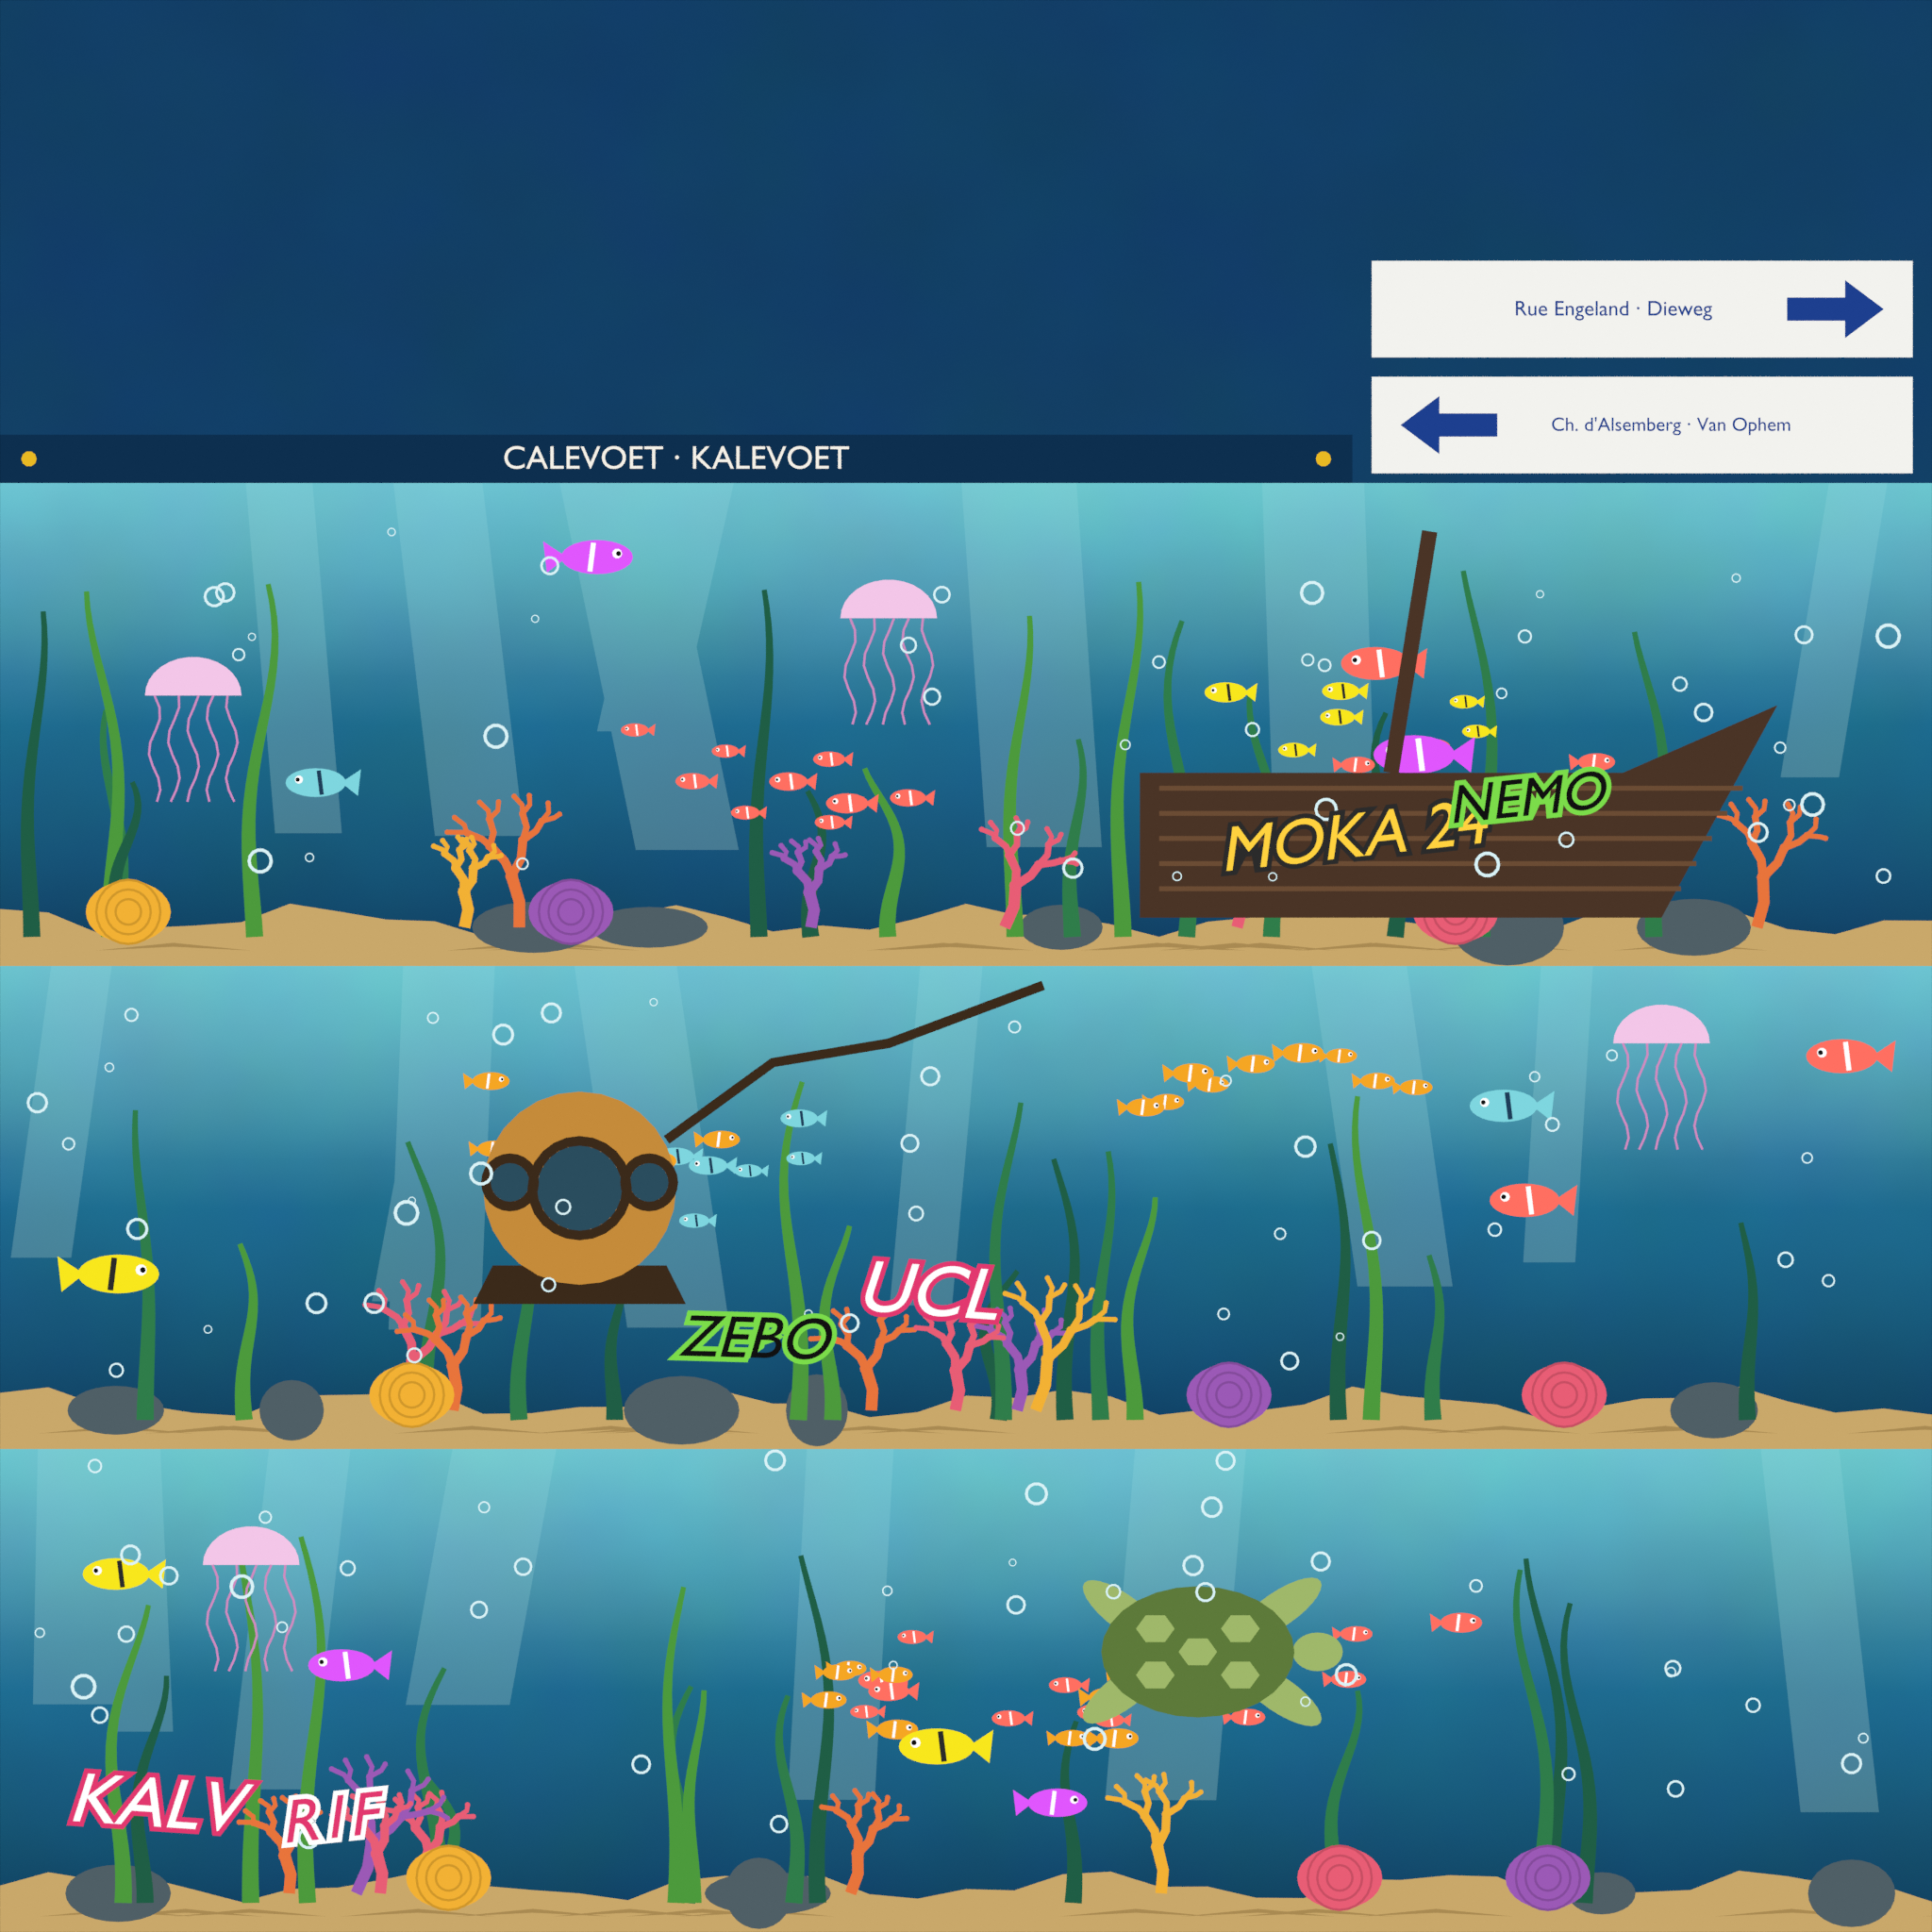 Rue Engeland · Dieweg
Ch. d'Alsemberg · Van Ophem
CALEVOET · KALEVOET
NEMO
MOKA 24
UCL
ZEBO
KALV
RIF